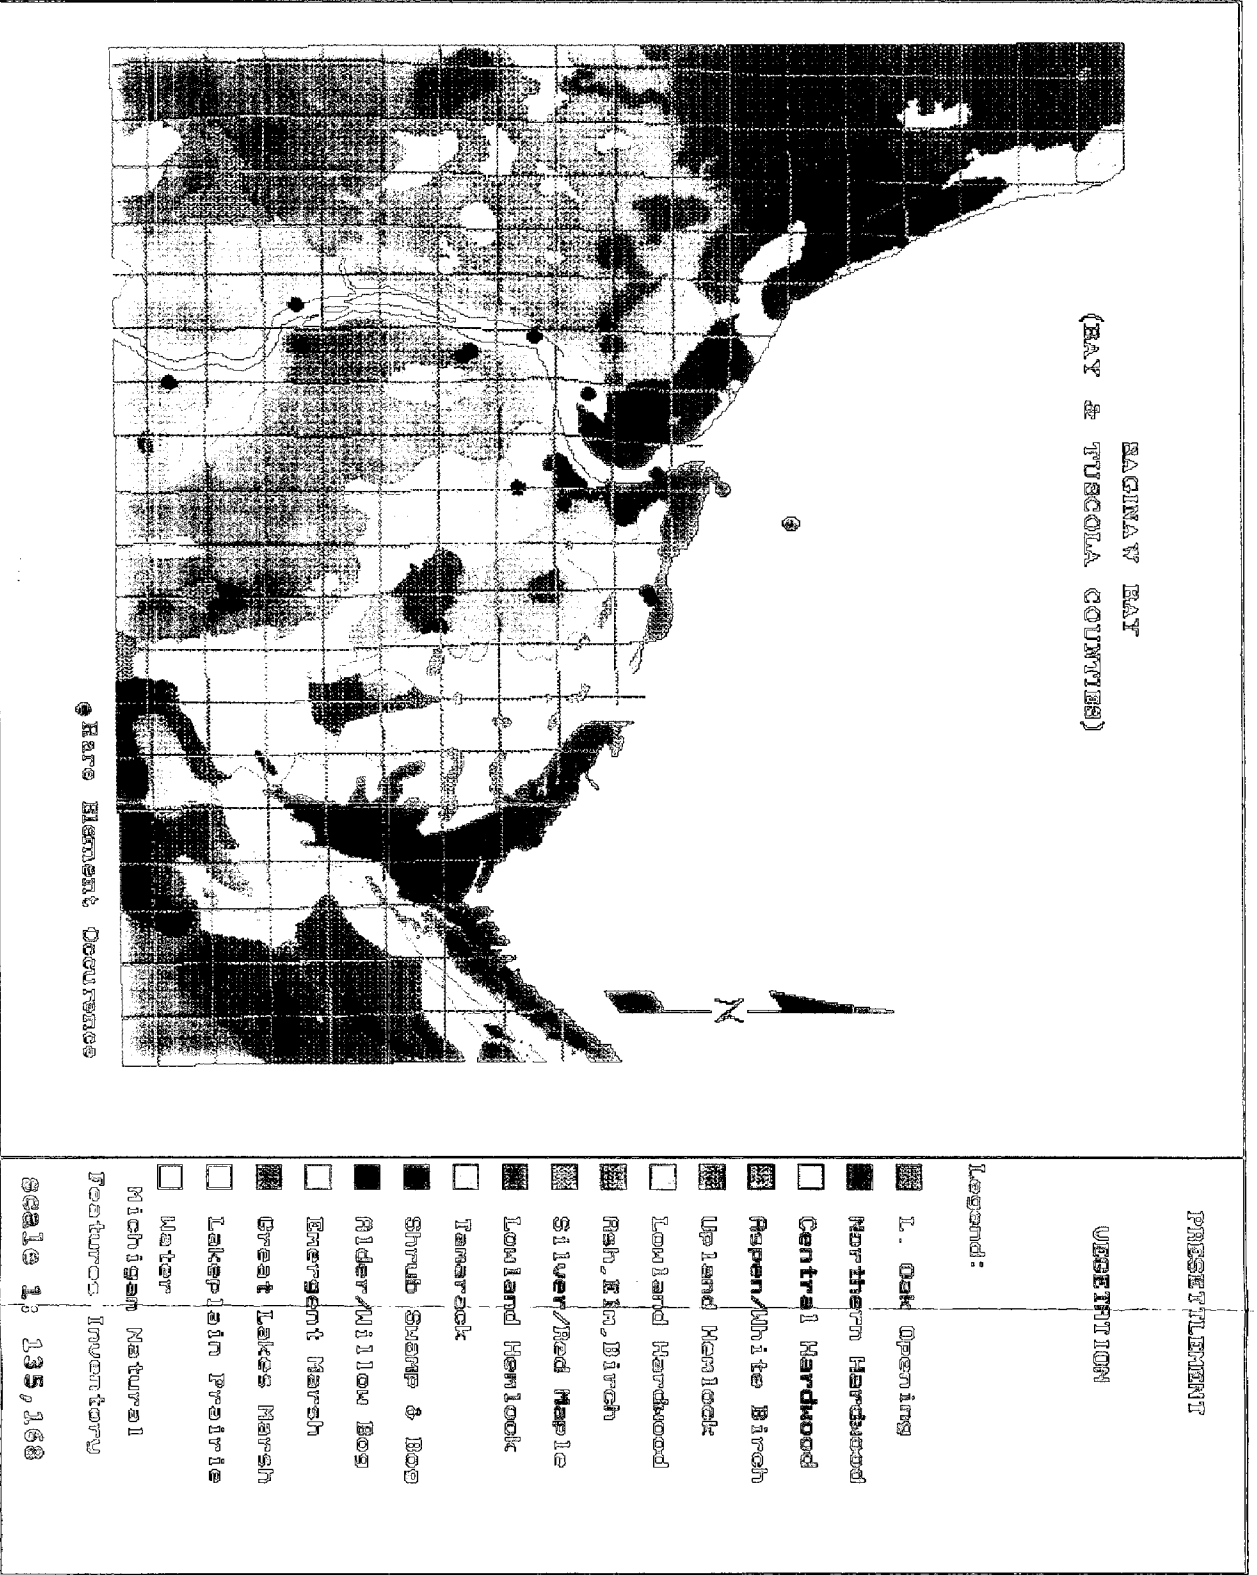 SAGINAW BAY
(BAY & TUSCOLA COUNTIES)
N
Rare Element Occurence
PRESETTLEMENT
VEGETATION
Legend:
L. Oak Opening
Northern Hardwood
Central Hardwood
Aspen/White Birch
Upland Hemlock
Lowland Hardwood
Ash,Elm,Birch
Silver/Red Maple
Lowland Hemlock
Tamarack
Shrub Swamp & Bog
Alder/Willow Bog
Emergent Marsh
Great Lakes Marsh
Lakeplain Prairie
Water
Michigan Natural
Features Inventory
scale 1: 135,168